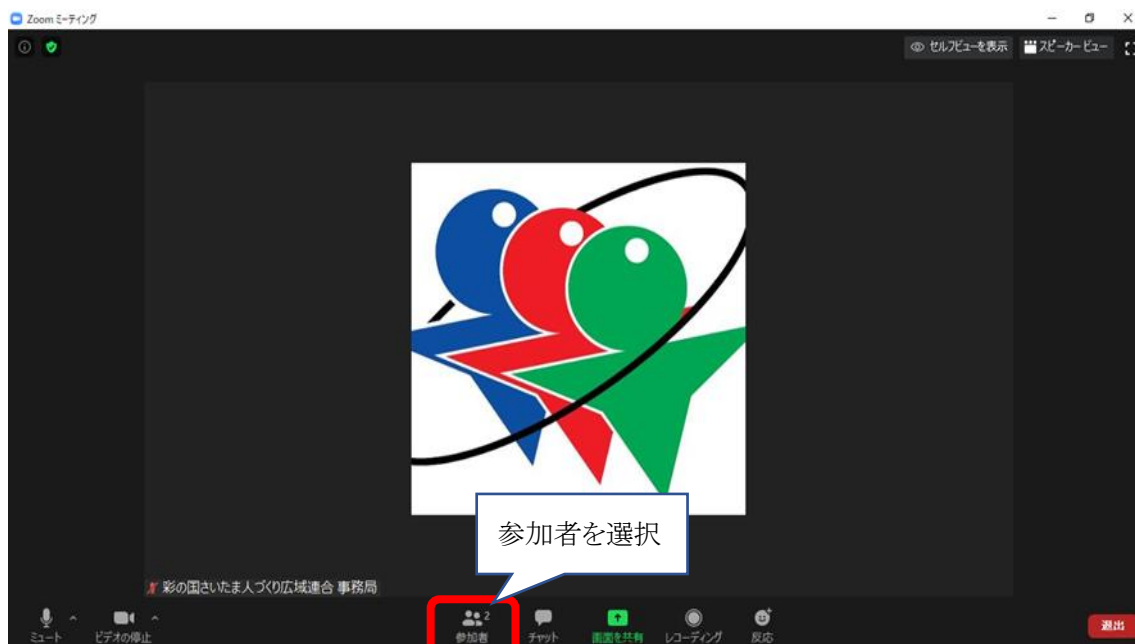 Zoom ミーティング
セルフビューを表示
スピーカー ビュー
参加者を選択
彩の国さいたま人づくり広域連合 事務局
2
ミュート
ビデオの停止
参加者
チャット
画面を共有
レコーディング
反応
退出